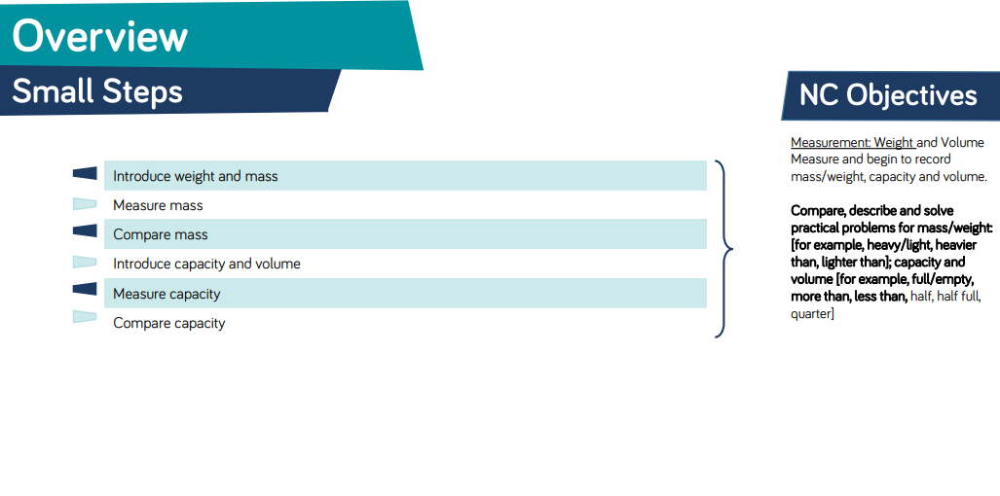 Overview
Small Steps
Introduce weight and mass
Measure mass
Compare mass
Introduce capacity and volume
Measure capacity
Compare capacity
NC Objectives
Measurement: Weight and Volume
Measure and begin to record
mass/weight, capacity and volume.
Compare, describe and solve
practical problems for mass/weight:
[for example, heavy/light, heavier
than, lighter than]; capacity and
volume [for example, full/empty,
more than, less than, half, half full,
quarter]